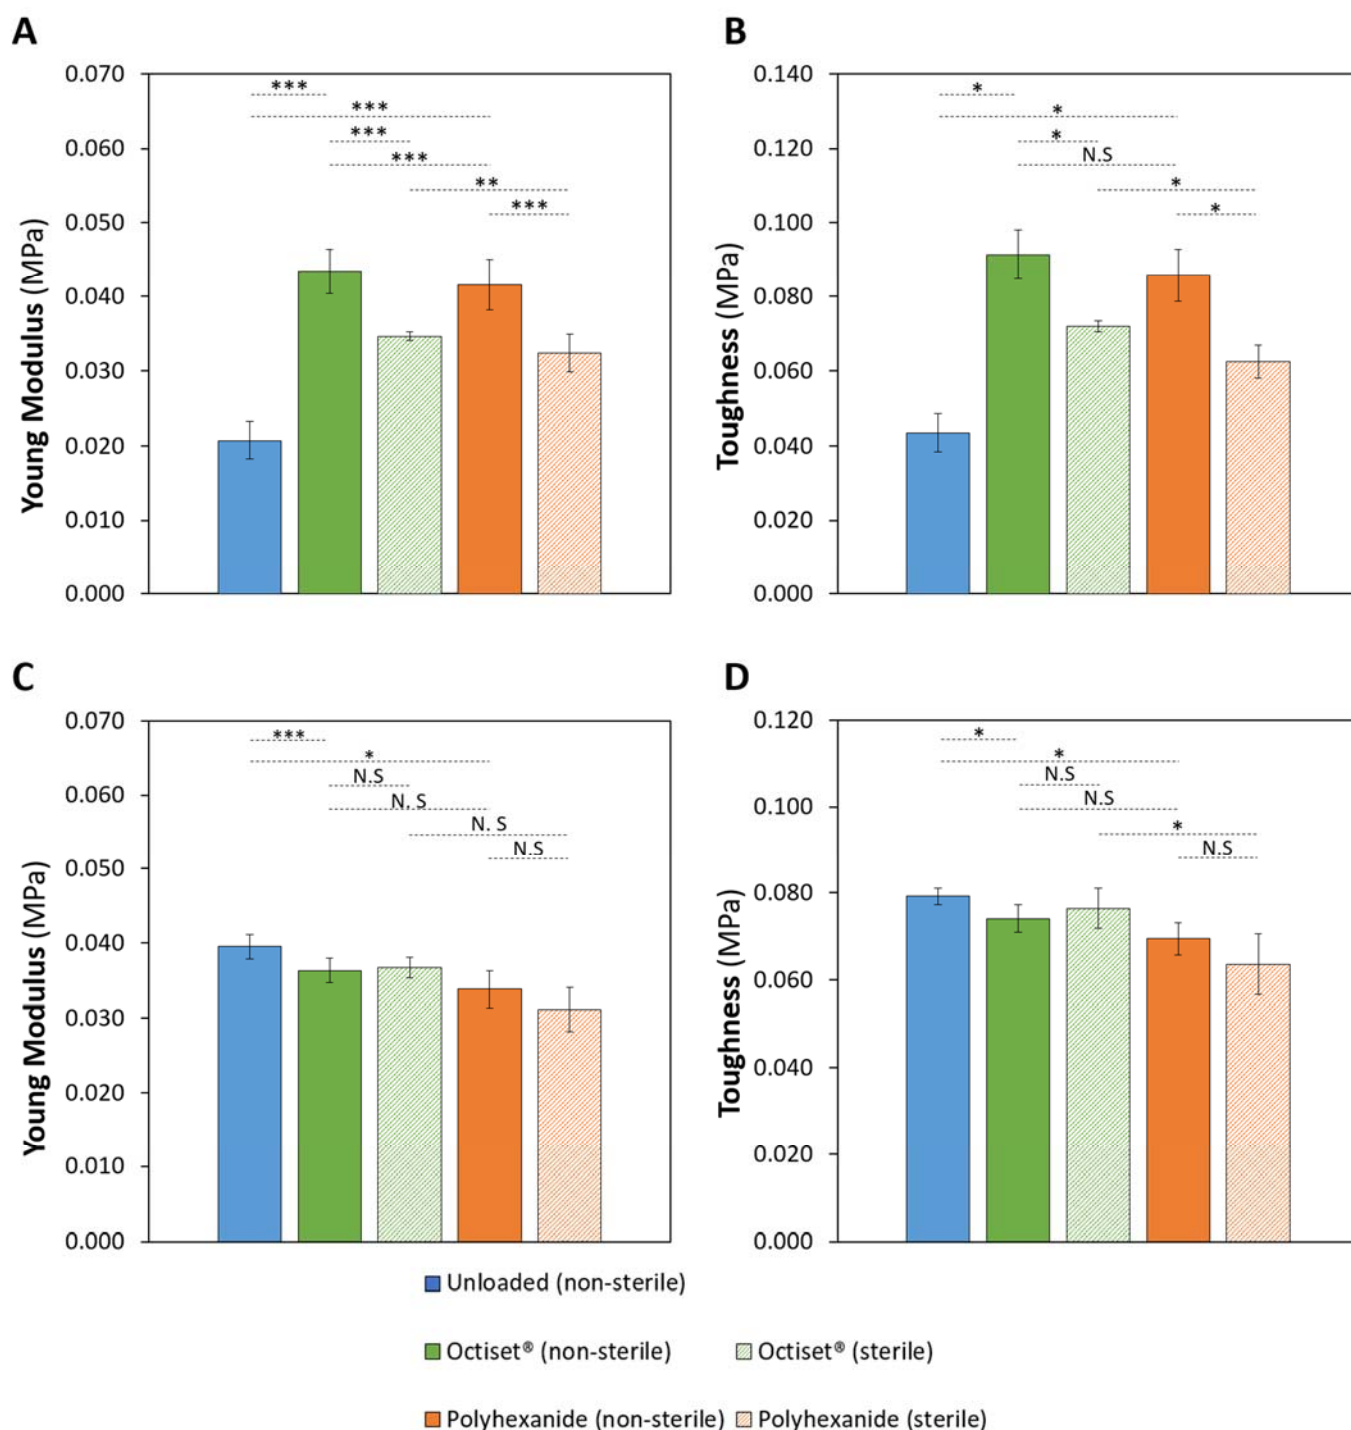 A
Young Modulus (MPa)
0.070
0.060
0.050
0.040
0.030
0.020
0.010
0.000
***
***
***
***
**
***
B
Toughness (MPa)
0.140
0.120
0.100
0.080
0.060
0.040
0.020
0.000
*
*
*
N.S
*
*
C
Young Modulus (MPa)
0.070
0.060
0.050
0.040
0.030
0.020
0.010
0.000
***
*
N.S
N. S
N. S
N.S
D
Toughness (MPa)
0.120
0.100
0.080
0.060
0.040
0.020
0.000
*
*
N.S
N.S
*
N.S
Unloaded (non-sterile)
Octiset® (non-sterile) Octiset® (sterile)
Polyhexanide (non-sterile) Polyhexanide (sterile)